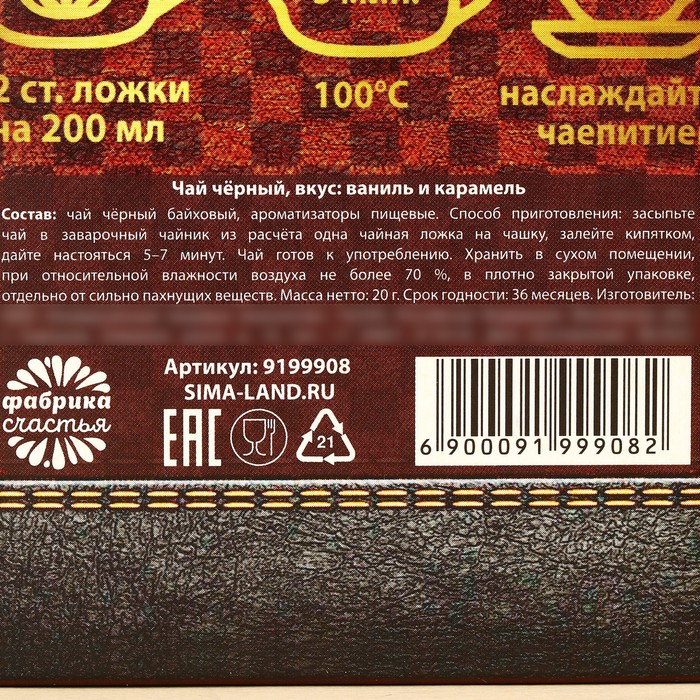 5 мин.
2 ст. ложки
на 200 мл
100°С
наслаждайт
чаепитием
Чай чёрный, вкус: ваниль и карамель
Состав: чай чёрный байховый, ароматизаторы пищевые. Способ приготовления: засыпьте
чай в заварочный чайник из расчёта одна чайная ложка на чашку, залейте кипятком,
дайте настояться 5–7 минут. Чай готов к употреблению. Хранить в сухом помещении,
при относительной влажности воздуха не более 70 %, в плотно закрытой упаковке,
отдельно от сильно пахнущих веществ. Масса нетто: 20 г. Срок годности: 36 месяцев. Изготовитель:
фабрика
счастья
Артикул: 9199908
SIMA-LAND.RU
EAC
21
6 900091 999082